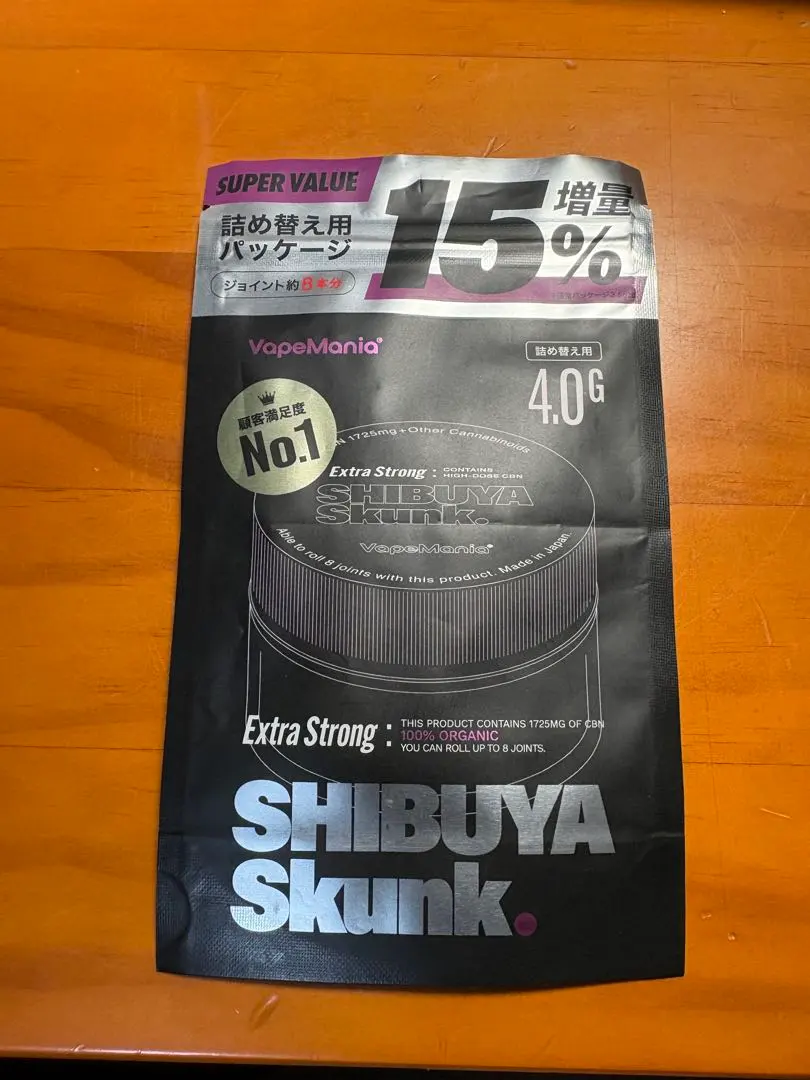 SUPER VALUE
詰め替え用
パッケージ
ジョイント約8本分
15%
増量
VapeMania®
詰め替え用
4.0G
顧客満足度
No.1
1725mg+Other Cannabinoids
Extra Strong : CONTAINS
HIGH-DOSE CBN
SHIBUYA
Skunk.
VapeMania®
Able to roll 8 joints with this product. Made in Japan.
Extra Strong :
THIS PRODUCT CONTAINS 1725MG OF CBN
100% ORGANIC
YOU CAN ROLL UP TO 8 JOINTS.
SHIBUYA
Skunk.